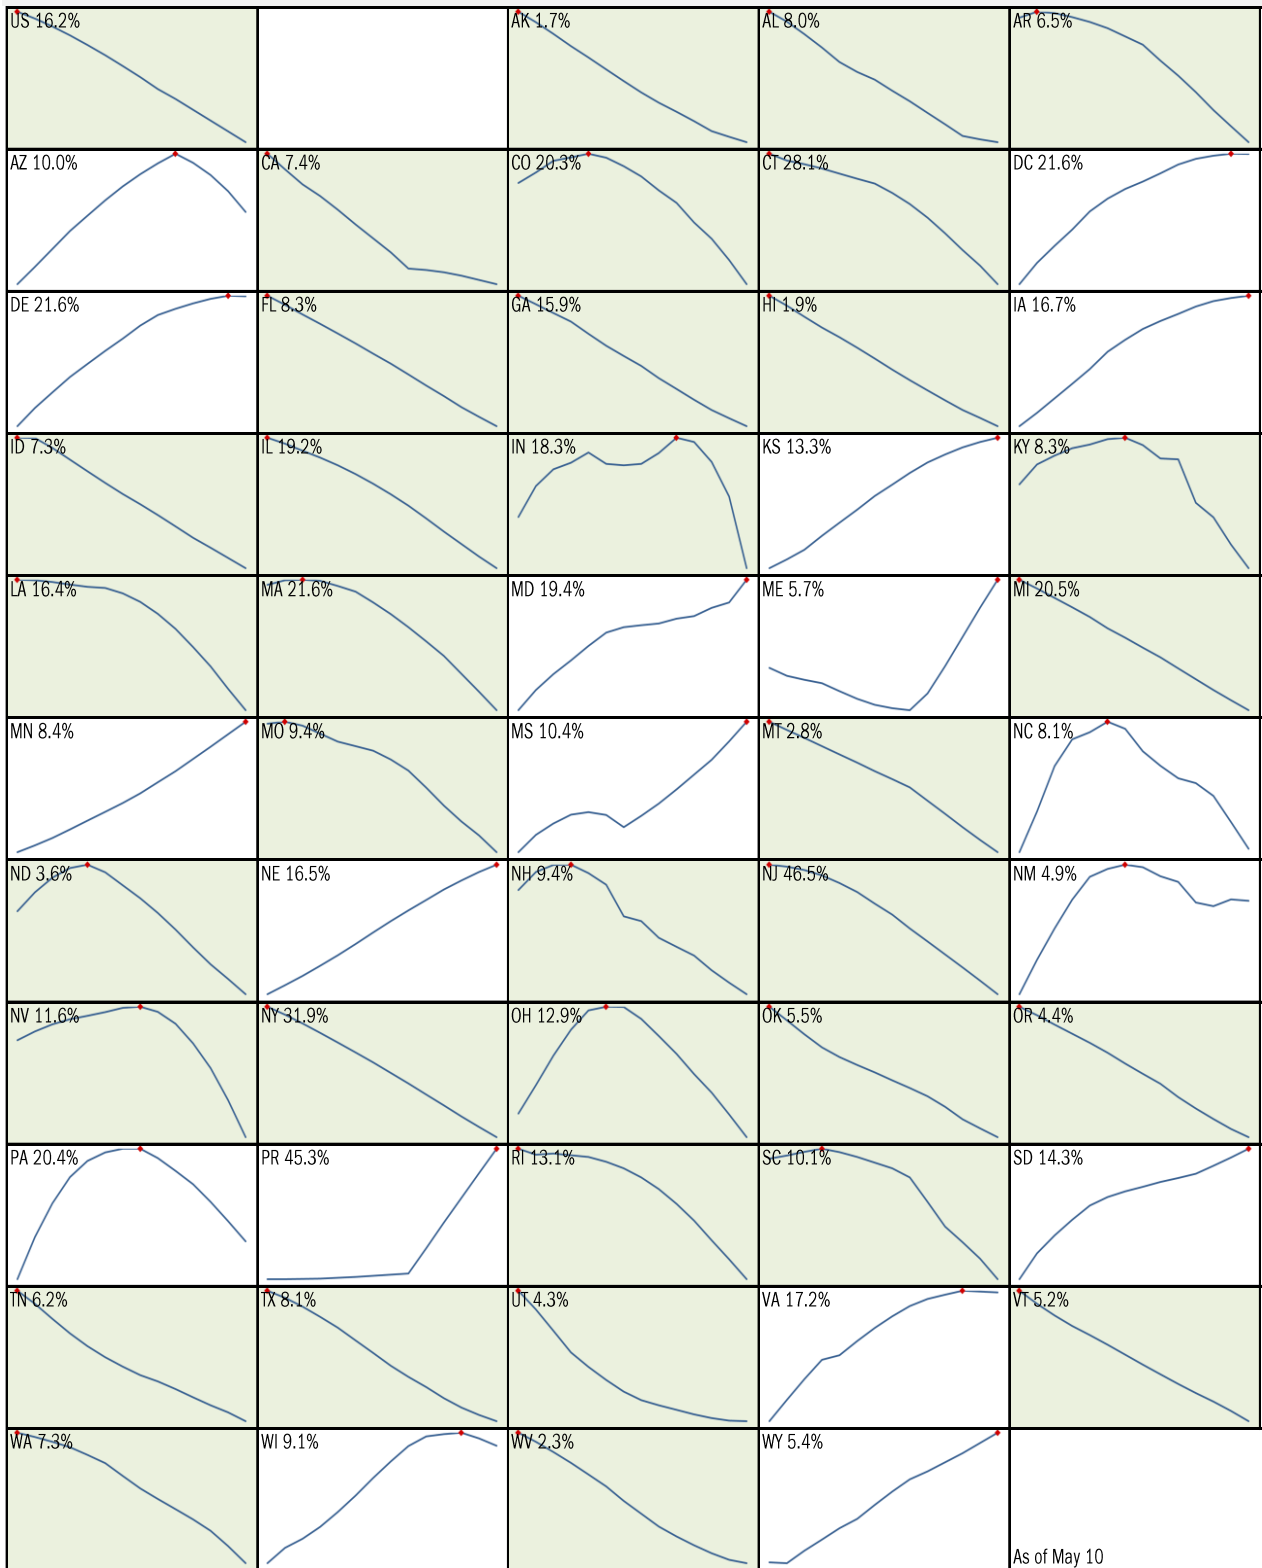 US 16.2%
AK 1.7%
AL 8.0%
AR 6.5%
AZ 10.0%
CA 7.4%
CO 20.3%
CT 28.1%
DC 21.6%
DE 21.6%
FL 8.3%
GA 15.9%
HI 1.9%
IA 16.7%
ID 7.3%
IL 19.2%
IN 18.3%
KS 13.3%
KY 8.3%
LA 16.4%
MA 21.6%
MD 19.4%
ME 5.7%
MI 20.5%
MN 8.4%
MO 9.4%
MS 10.4%
MT 2.8%
NC 8.1%
ND 3.6%
NE 16.5%
NH 9.4%
NJ 46.5%
NM 4.9%
NV 11.6%
NY 31.9%
OH 12.9%
OK 5.5%
OR 4.4%
PA 20.4%
PR 45.3%
RI 13.1%
SC 10.1%
SD 14.3%
TN 6.2%
TX 8.1%
UT 4.3%
VA 17.2%
VT 5.2%
WA 7.3%
WI 9.1%
WV 2.3%
WY 5.4%
As of May 10